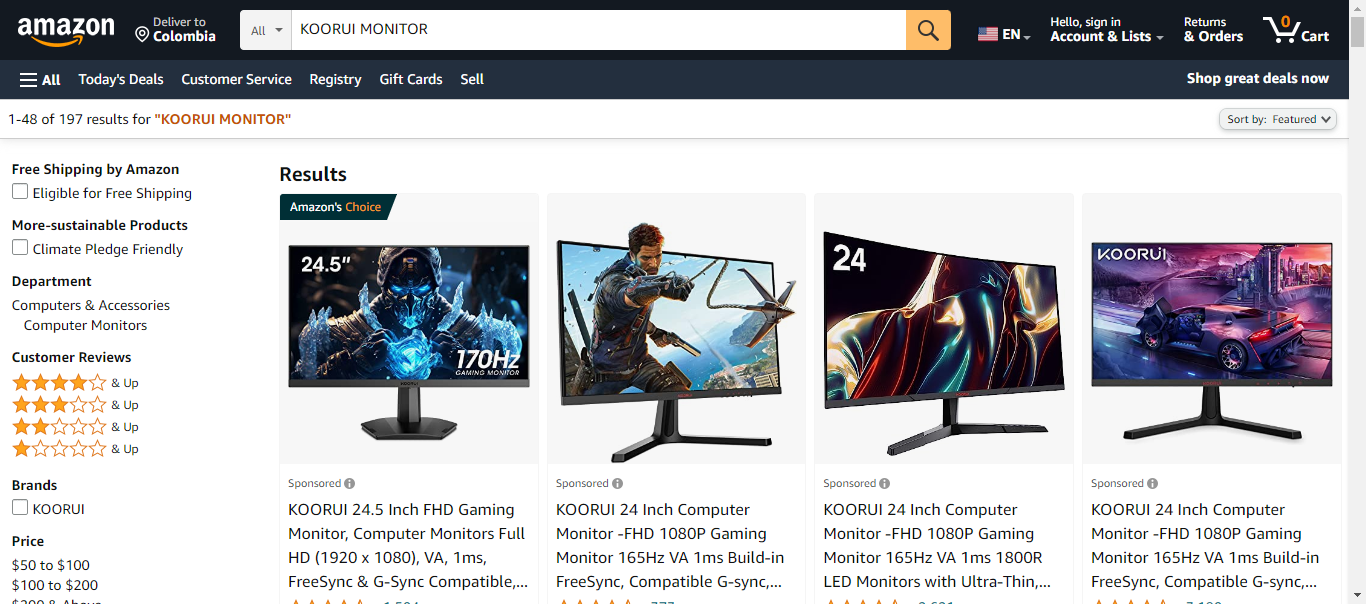 amazon
Deliver to
Colombia
All
KOORUI MONITOR
EN
Hello, sign in
Account & Lists
Returns
& Orders
0
Cart
All
Today's Deals
Customer Service
Registry
Gift Cards
Sell
Shop great deals now
1-48 of 197 results for "KOORUI MONITOR"
Sort by: Featured
Free Shipping by Amazon
Eligible for Free Shipping
More-sustainable Products
Climate Pledge Friendly
Department
Computers & Accessories
Computer Monitors
Customer Reviews
& Up
& Up
& Up
& Up
Brands
KOORUI
Price
$50 to $100
$100 to $200
Results
Amazon's Choice
24.5"
170Hz
GAMING MONITOR
KOORUI
Sponsored
KOORUI 24.5 Inch FHD Gaming
Monitor, Computer Monitors Full
HD (1920 x 1080), VA, 1ms,
FreeSync & G-Sync Compatible,...
Sponsored
KOORUI 24 Inch Computer
Monitor -FHD 1080P Gaming
Monitor 165Hz VA 1ms Build-in
FreeSync, Compatible G-sync,...
24
Sponsored
KOORUI 24 Inch Computer
Monitor -FHD 1080P Gaming
Monitor 165Hz VA 1ms 1800R
LED Monitors with Ultra-Thin,...
KOORUI
Sponsored
KOORUI 24 Inch Computer
Monitor -FHD 1080P Gaming
Monitor 165Hz VA 1ms Build-in
FreeSync, Compatible G-sync,...